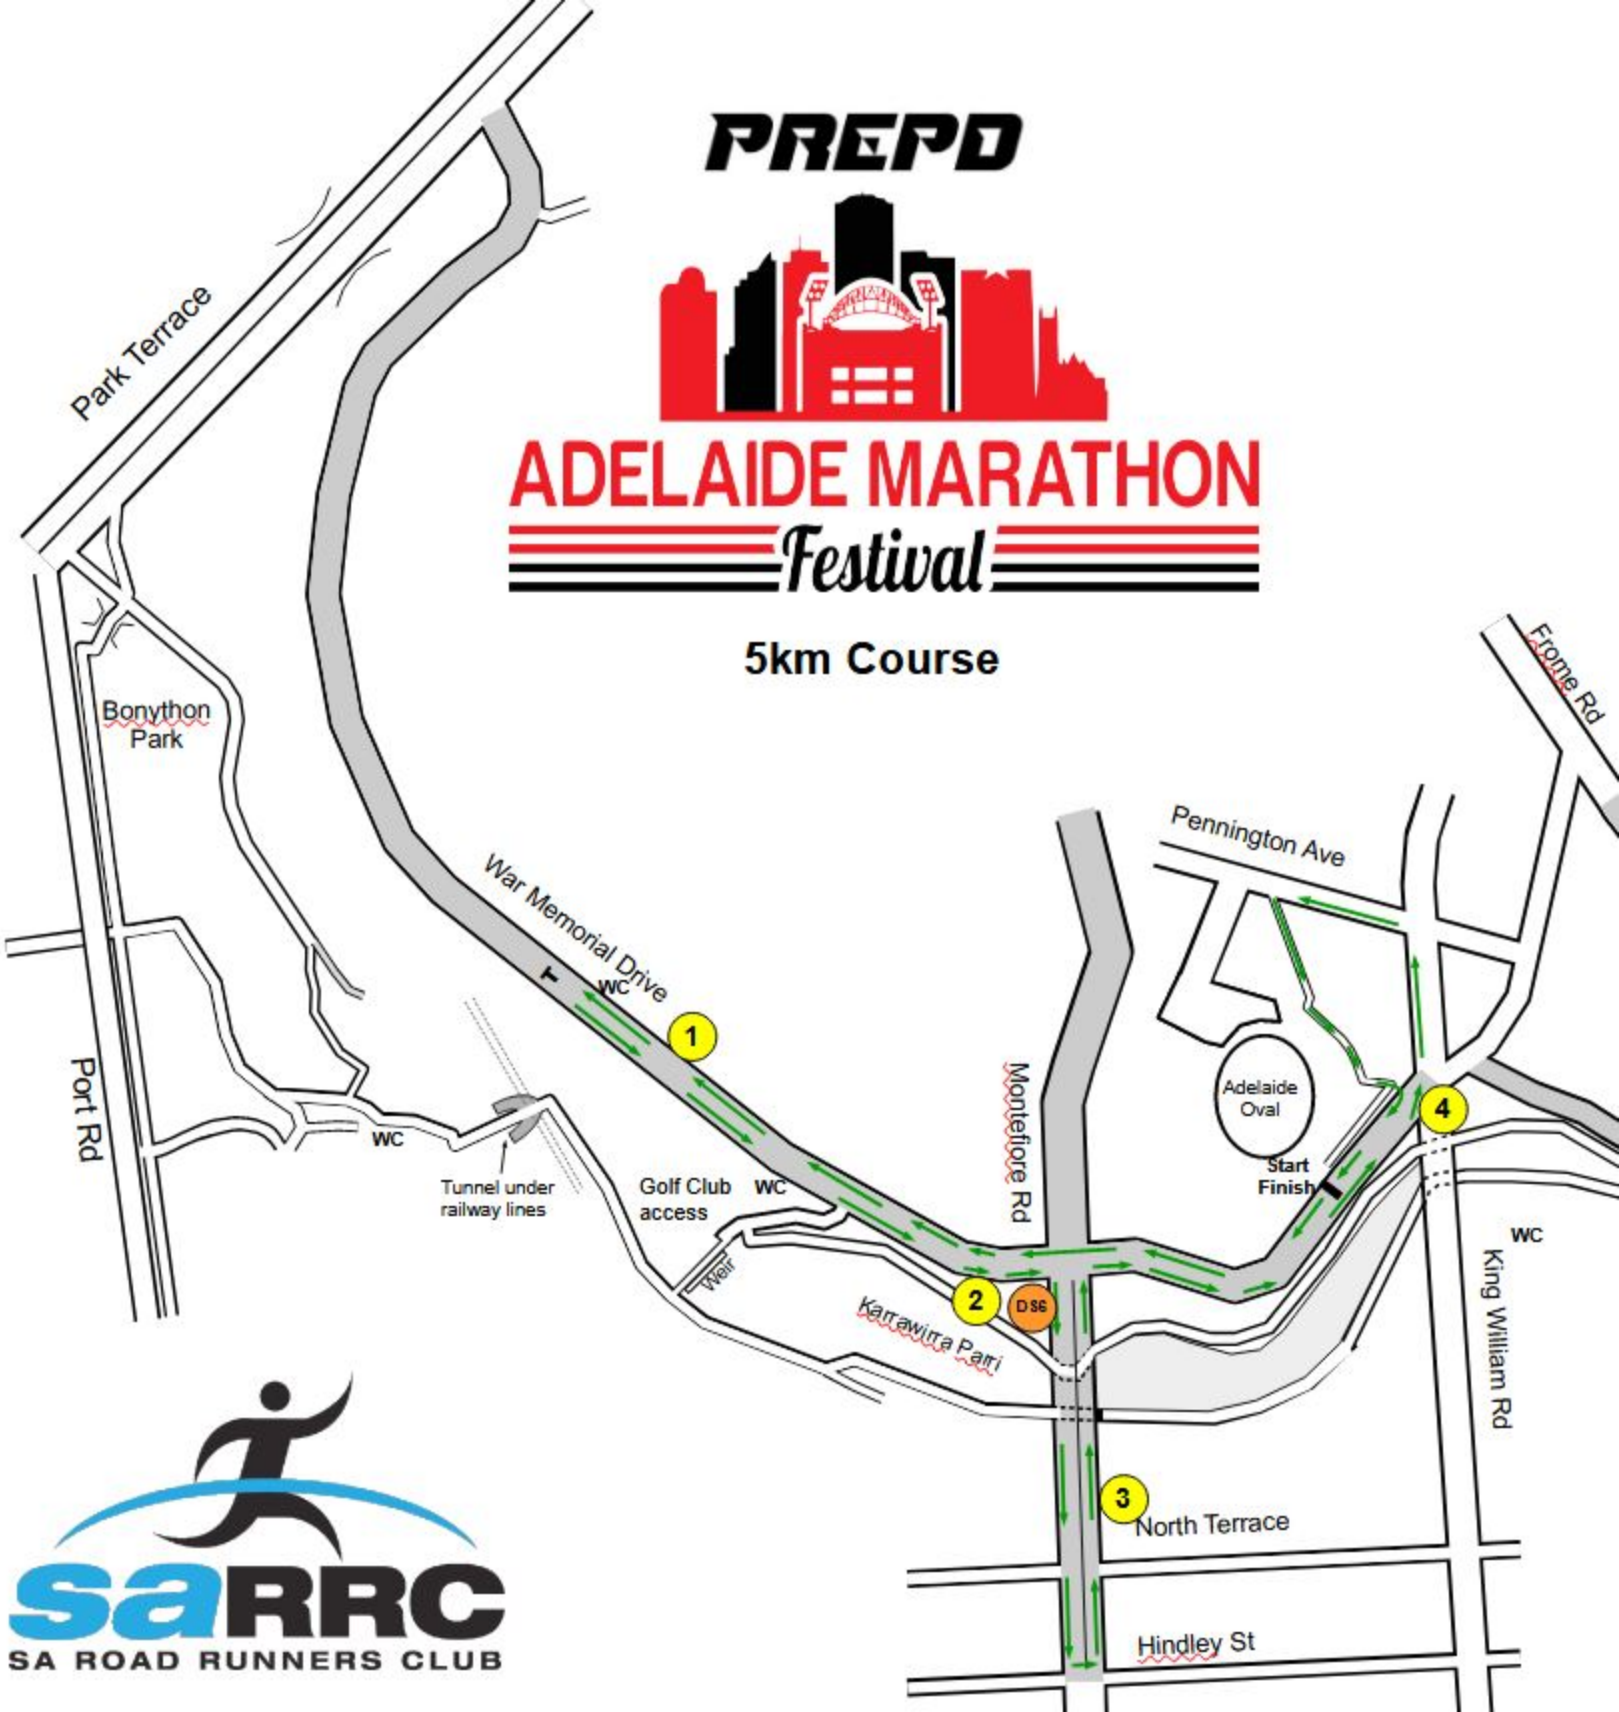 PREPD
ADELAIDE MARATHON
Festival
5km Course
Park Terrace
Frome Rd
Bonython
Park
Pennington Ave
War Memorial Drive
WC
1
Port Rd
Montefiore Rd
Adelaide
Oval
4
WC
Start
Finish
Tunnel under
railway lines
Golf Club
access
WC
WC
Weir
King William Rd
2
DS6
Karrawirra Parri
3
North Terrace
Hindley St
saRRC
SA ROAD RUNNERS CLUB